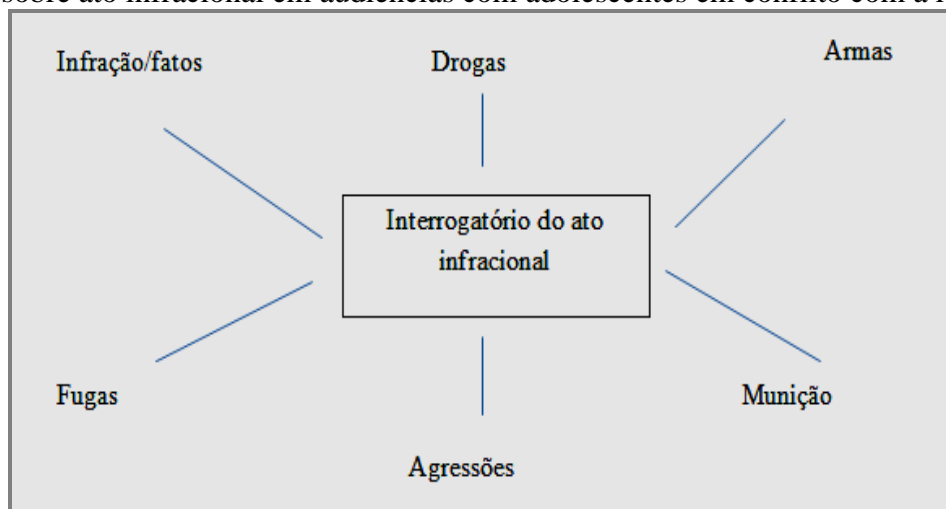 sobre ato infracional em audiências com adolescentes em conflito com a
Infração/fatos
Drogas
Armas
Interrogatório do ato
infracional
Fugas
Munição
Agressões